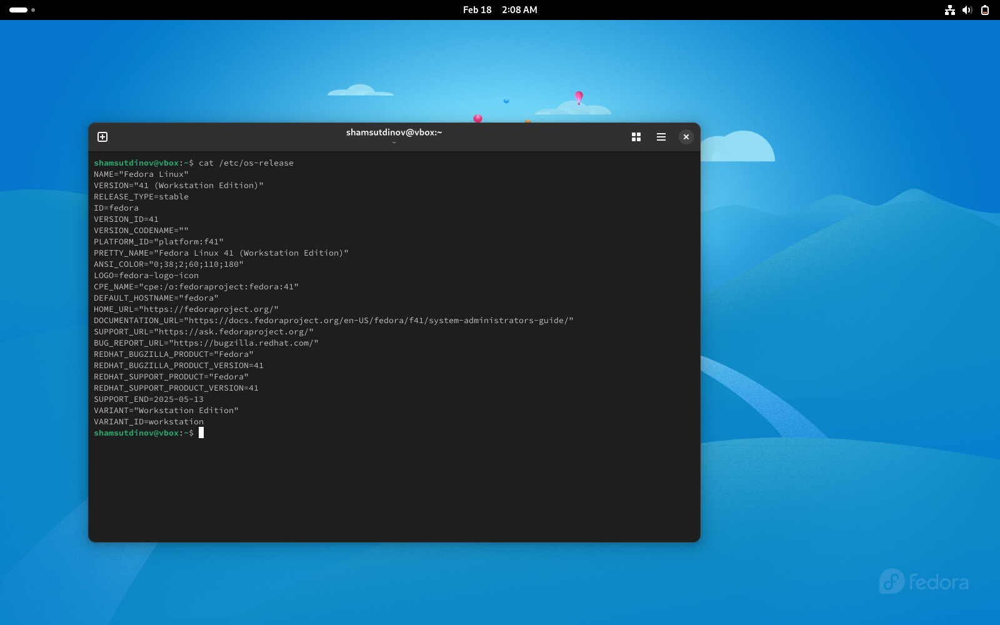 Feb 18 2:08 AM
shamsutdinov@vbox:~
~
shamsutdinov@vbox:~$ cat /etc/os-release
NAME="Fedora Linux"
VERSION="41 (Workstation Edition)"
RELEASE_TYPE=stable
ID=fedora
VERSION_ID=41
VERSION_CODENAME=""
PLATFORM_ID="platform:f41"
PRETTY_NAME="Fedora Linux 41 (Workstation Edition)"
ANSI_COLOR="0;38;2;60;110;180"
LOGO=fedora-logo-icon
CPE_NAME="cpe:/o:fedoraproject:fedora:41"
DEFAULT_HOSTNAME="fedora"
HOME_URL="https://fedoraproject.org/"
DOCUMENTATION_URL="https://docs.fedoraproject.org/en-US/fedora/f41/system-administrators-guide/"
SUPPORT_URL="https://ask.fedoraproject.org/"
BUG_REPORT_URL="https://bugzilla.redhat.com/"
REDHAT_BUGZILLA_PRODUCT="Fedora"
REDHAT_BUGZILLA_PRODUCT_VERSION=41
REDHAT_SUPPORT_PRODUCT="Fedora"
REDHAT_SUPPORT_PRODUCT_VERSION=41
SUPPORT_END=2025-05-13
VARIANT="Workstation Edition"
VARIANT_ID=workstation
shamsutdinov@vbox:~$
fedora